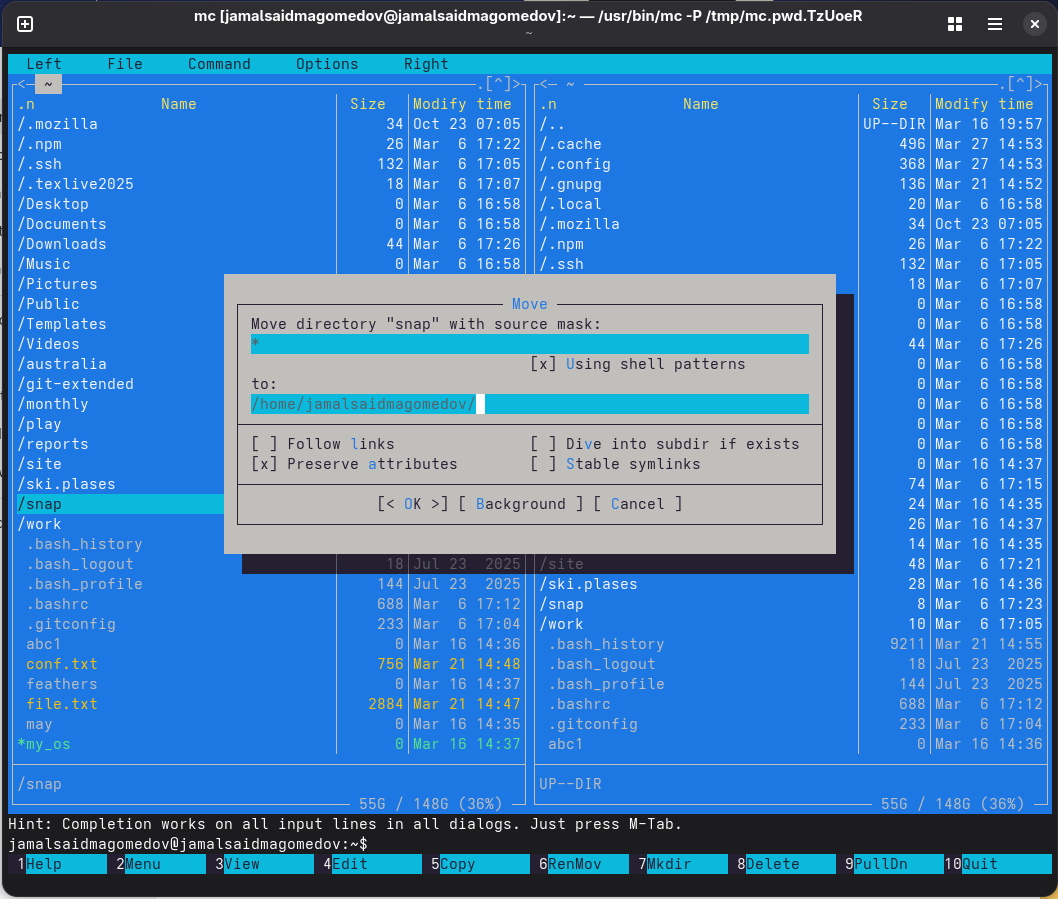 mc [jamalsaidmagomedov@jamalsaidmagomedov]:~ — /usr/bin/mc -P /tmp/mc.pwd.TzUoeR
~
Left File Command Options Right
<─ ~ ─.[^]>
.n Name Size Modify time
/.mozilla 34 Oct 23 07:05
/.npm 26 Mar 6 17:22
/.ssh 132 Mar 6 17:05
/.texlive2025 18 Mar 6 17:07
/Desktop 0 Mar 6 16:58
/Documents 0 Mar 6 16:58
/Downloads 44 Mar 6 17:26
/Music 0 Mar 6 16:58
/Pictures
/Public
/Templates
/Videos
/australia
/git-extended
/monthly
/play
/reports
/site
/ski.plases
/snap
/work
.bash_history
.bash_logout 18 Jul 23 2025
.bash_profile 144 Jul 23 2025
.bashrc 688 Mar 6 17:12
.gitconfig 233 Mar 6 17:04
abc1 0 Mar 16 14:36
conf.txt 756 Mar 21 14:48
feathers 0 Mar 16 14:37
file.txt 2884 Mar 21 14:47
may 0 Mar 16 14:35
*my_os 0 Mar 16 14:37
/snap
55G / 148G (36%)
<─ ~ ─.[^]>
.n Name Size Modify time
/.. UP--DIR Mar 16 19:57
/.cache 496 Mar 27 14:53
/.config 368 Mar 27 14:53
/.gnupg 136 Mar 21 14:52
/.local 20 Mar 6 16:58
/.mozilla 34 Oct 23 07:05
/.npm 26 Mar 6 17:22
/.ssh 132 Mar 6 17:05
18 Mar 6 17:07
0 Mar 6 16:58
0 Mar 6 16:58
44 Mar 6 17:26
0 Mar 6 16:58
0 Mar 6 16:58
0 Mar 6 16:58
0 Mar 6 16:58
0 Mar 6 16:58
0 Mar 16 14:37
74 Mar 6 17:15
24 Mar 16 14:35
26 Mar 16 14:37
14 Mar 16 14:35
/site 48 Mar 6 17:21
/ski.plases 28 Mar 16 14:36
/snap 8 Mar 6 17:23
/work 10 Mar 6 17:05
.bash_history 9211 Mar 21 14:55
.bash_logout 18 Jul 23 2025
.bash_profile 144 Jul 23 2025
.bashrc 688 Mar 6 17:12
.gitconfig 233 Mar 6 17:04
abc1 0 Mar 16 14:36
UP--DIR
55G / 148G (36%)
Move
Move directory "snap" with source mask:
*
[x] Using shell patterns
to:
/home/jamalsaidmagomedov/
[ ] Follow links [ ] Dive into subdir if exists
[x] Preserve attributes [ ] Stable symlinks
[< OK >] [ Background ] [ Cancel ]
Hint: Completion works on all input lines in all dialogs. Just press M-Tab.
jamalsaidmagomedov@jamalsaidmagomedov:~$
1Help 2Menu 3View 4Edit 5Copy 6RenMov 7Mkdir 8Delete 9PullDn 10Quit